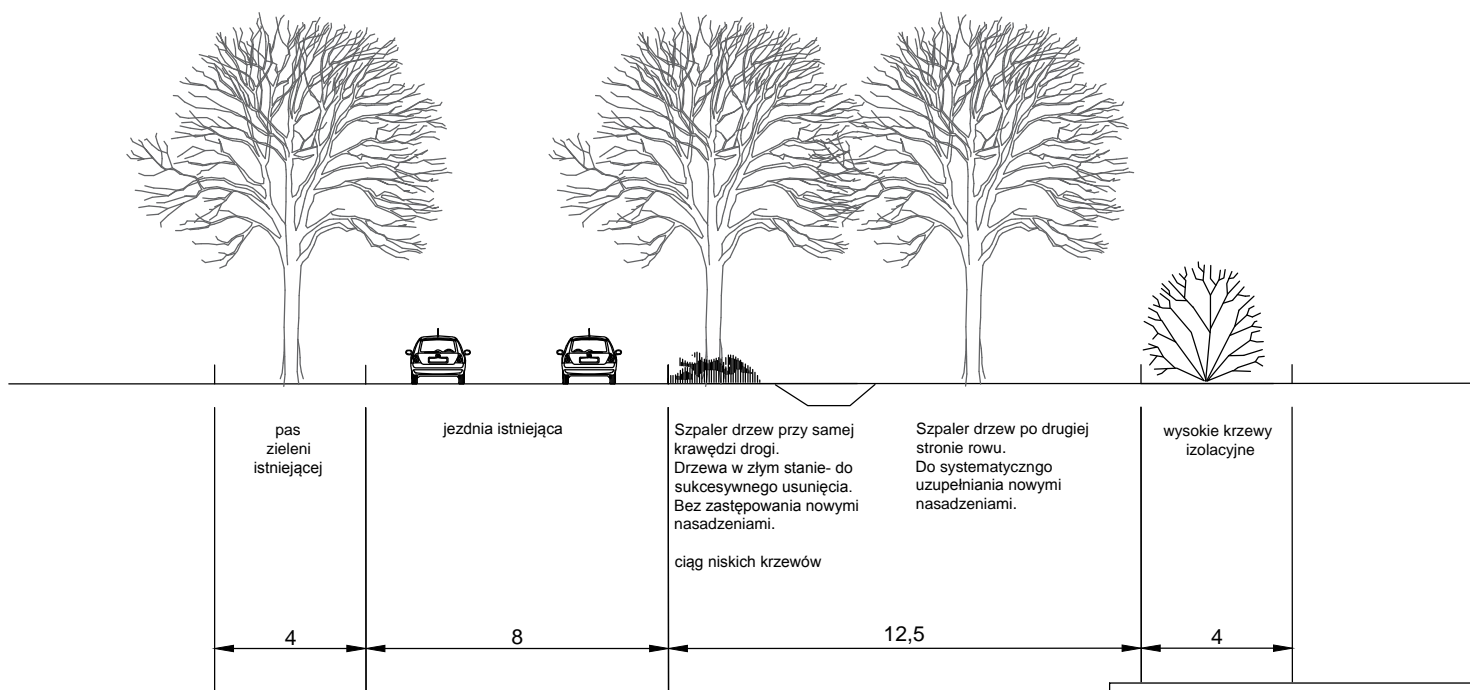 pas
zieleni
istniejącej
jezdnia istniejąca
Szpaler drzew przy samej
krawędzi drogi.
Drzewa w złym stanie- do
sukcesywnego usunięcia.
Bez zastępowania nowymi
nasadzeniami.
ciąg niskich krzewów
Szpaler drzew po drugiej
stronie rowu.
Do systematyczngo
uzupełniania nowymi
nasadzeniami.
wysokie krzewy
izolacyjne
4
8
12,5
4